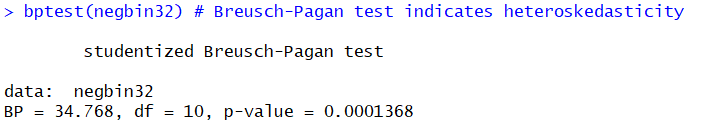 > bptest(negbin32) # Breusch-Pagan test indicates heteroskedasticity
studentized Breusch-Pagan test
data:  negbin32
BP = 34.768, df = 10, p-value = 0.0001368